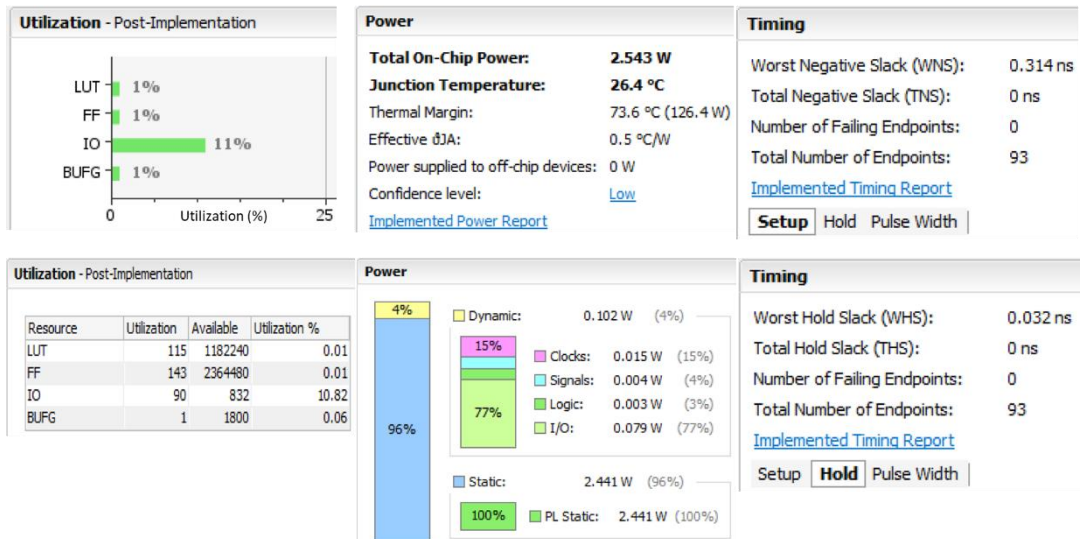 Utilization - Post-Implementation
LUT 1%
FF 1%
IO 11%
BUFG 1%
0 Utilization (%) 25
Power
Total On-Chip Power: 2.543 W
Junction Temperature: 26.4 °C
Thermal Margin: 73.6 °C (126.4 W)
Effective ϑJA: 0.5 °C/W
Power supplied to off-chip devices: 0 W
Confidence level: Low
Implemented Power Report
Timing
Worst Negative Slack (WNS): 0.314 ns
Total Negative Slack (TNS): 0 ns
Number of Failing Endpoints: 0
Total Number of Endpoints: 93
Implemented Timing Report
Setup Hold Pulse Width
Utilization - Post-Implementation
Resource Utilization Available Utilization %
LUT 115 1182240 0.01
FF 143 2364480 0.01
IO 90 832 10.82
BUFG 1 1800 0.06
Power
4%
96%
Dynamic: 0.102 W (4%)
15%
77%
Clocks: 0.015 W (15%)
Signals: 0.004 W (4%)
Logic: 0.003 W (3%)
I/O: 0.079 W (77%)
Static: 2.441 W (96%)
100% PL Static: 2.441 W (100%)
Timing
Worst Hold Slack (WHS): 0.032 ns
Total Hold Slack (THS): 0 ns
Number of Failing Endpoints: 0
Total Number of Endpoints: 93
Implemented Timing Report
Setup Hold Pulse Width